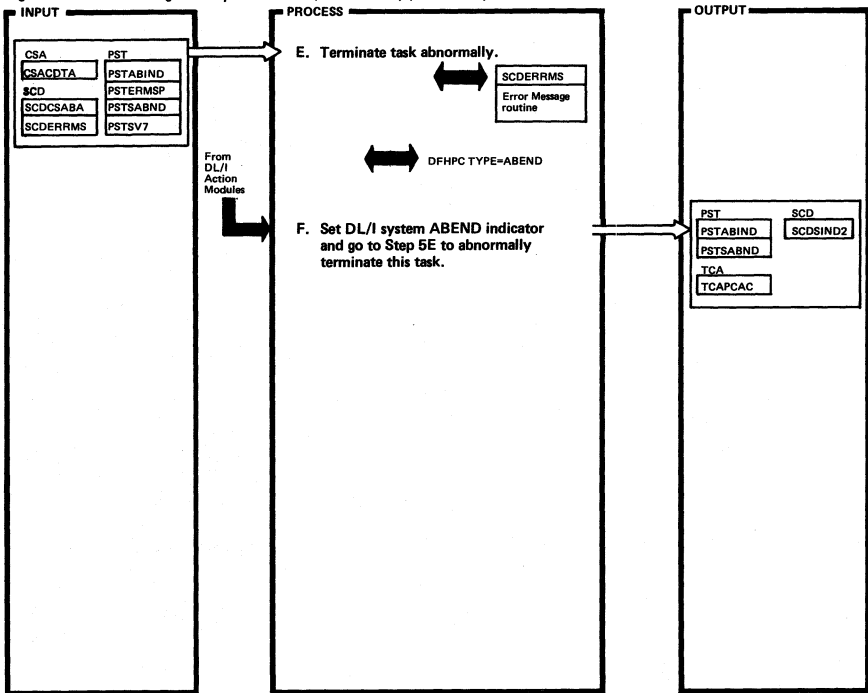 INPUT
PROCESS
OUTPUT
CSA PST
CSACDTA PSTABIND
SCD PSTERMSP
SCDCSABA PSTSABND
SCDERRMS PSTSV7
E. Terminate task abnormally.
SCDERRMS
Error Message
routine
DFHPC TYPE=ABEND
From
DL/I
Action
Modules
F. Set DL/I system ABEND indicator
and go to Step 5E to abnormally
terminate this task.
PST SCD
PSTABIND SCDSIND2
PSTSABND
TCA
TCAPCAC